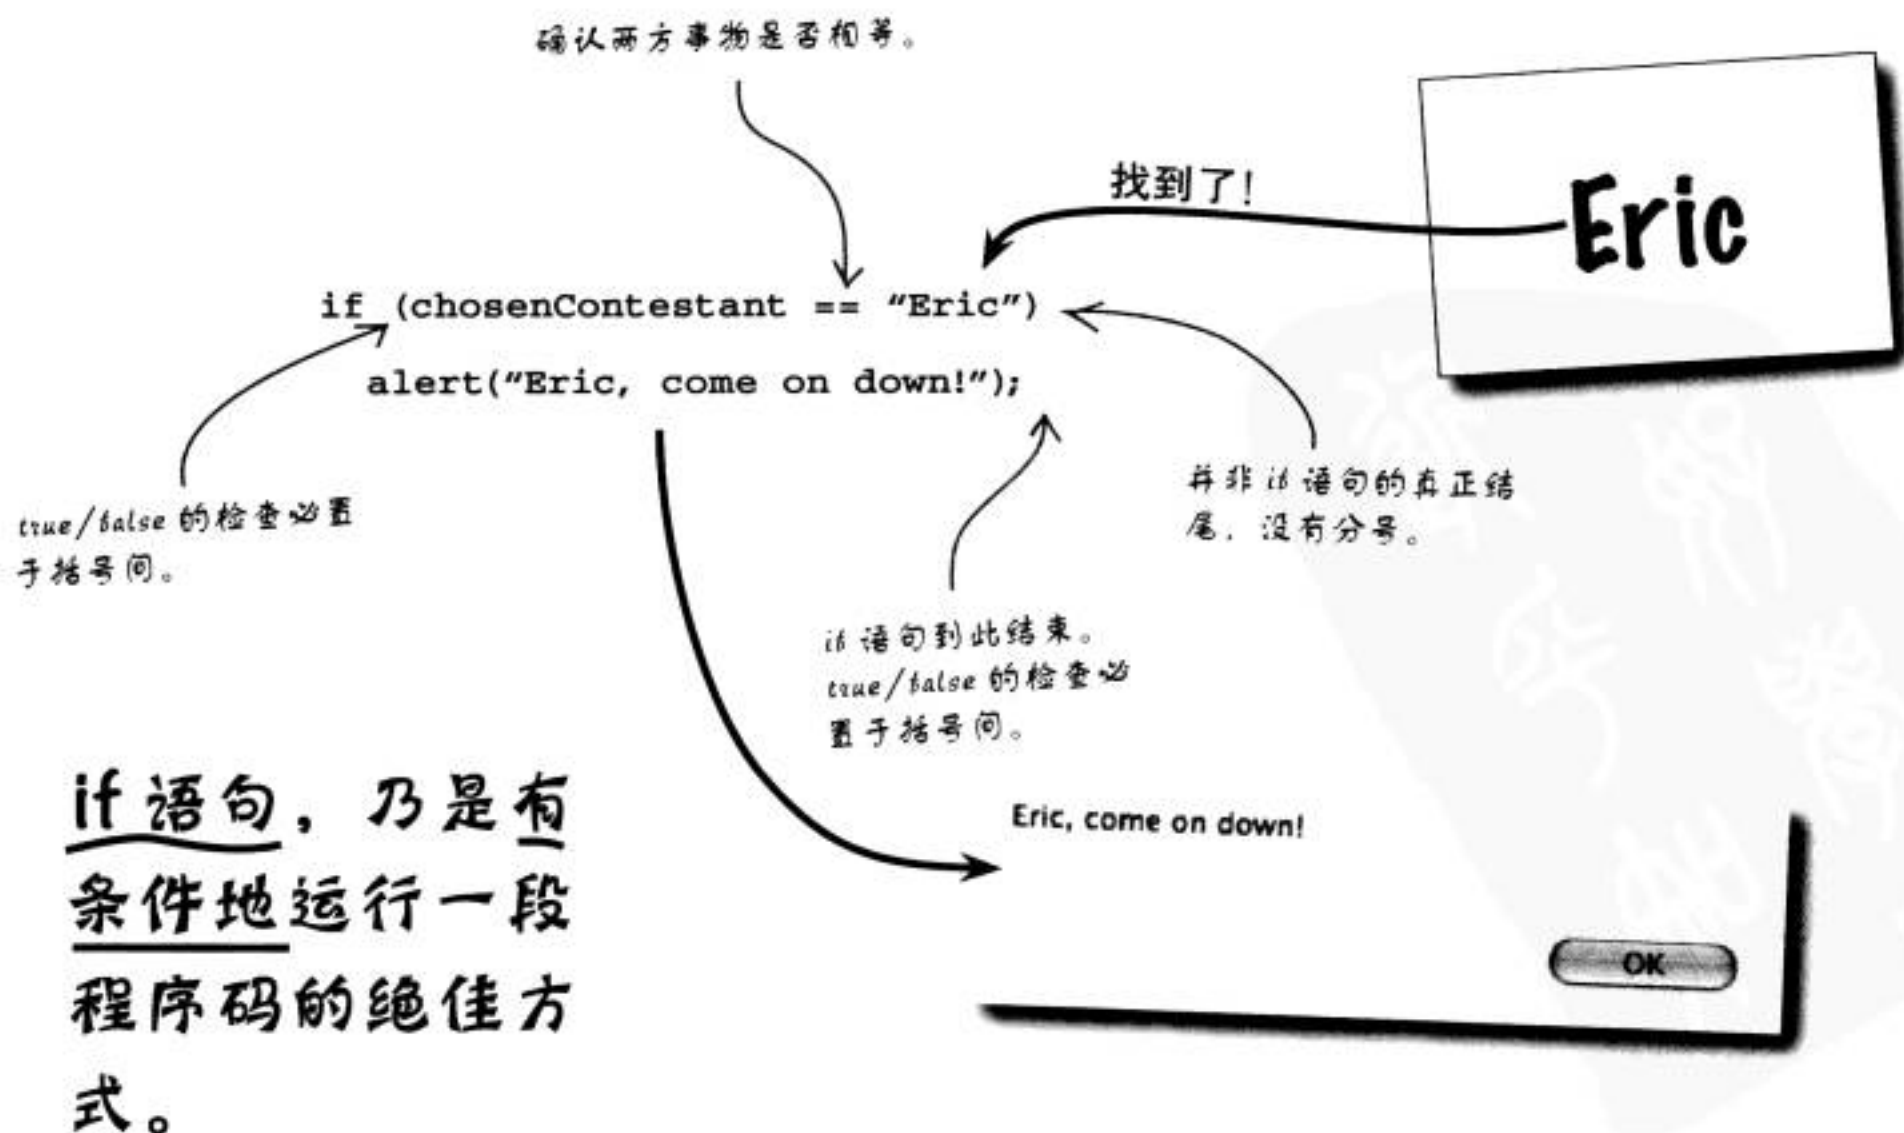 确认两方事物是否相等。
找到了!
Eric
if (chosenContestant == “Eric”)
alert(“Eric, come on down!”);
true/false 的检查必置
于括号间。
并非 if 语句的真正结
尾，没有分号。
if 语句到此结束。
true/false 的检查必
置于括号间。
if 语句，乃是有
条件地运行一段
程序码的绝佳方
式。
Eric, come on down!
OK